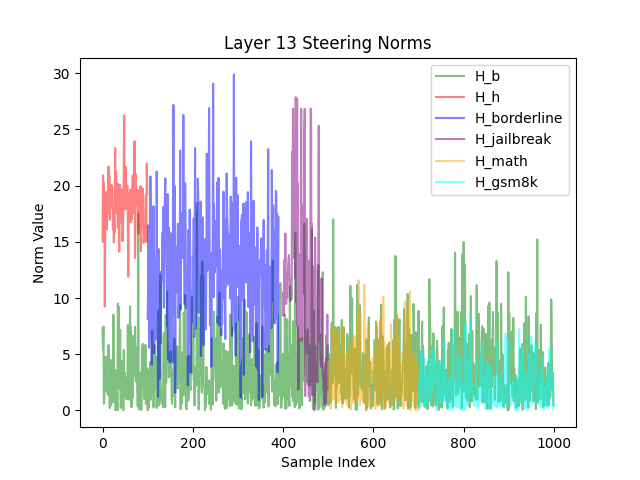 Layer 13 Steering Norms
Norm Value
30
25
20
15
10
5
0
H_b
H_h
H_borderline
H_jailbreak
H_math
H_gsm8k
0 200 400 600 800 1000
Sample Index